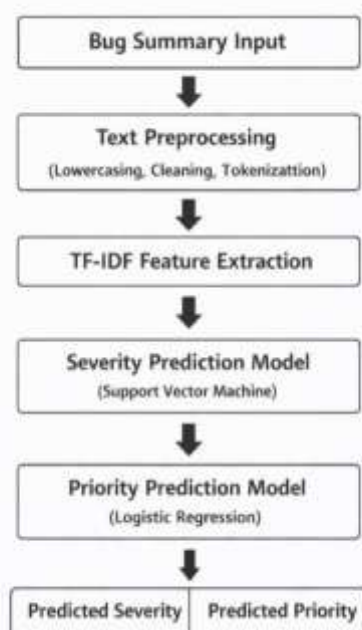 Bug Summary Input
Text Preprocessing
(Lowercasing, Cleaning, Tokenizattion)
TF-IDF Feature Extraction
Severity Prediction Model
(Support Vector Machine)
Priority Prediction Model
(Logistic Regression)
Predicted Severity Predicted Priority